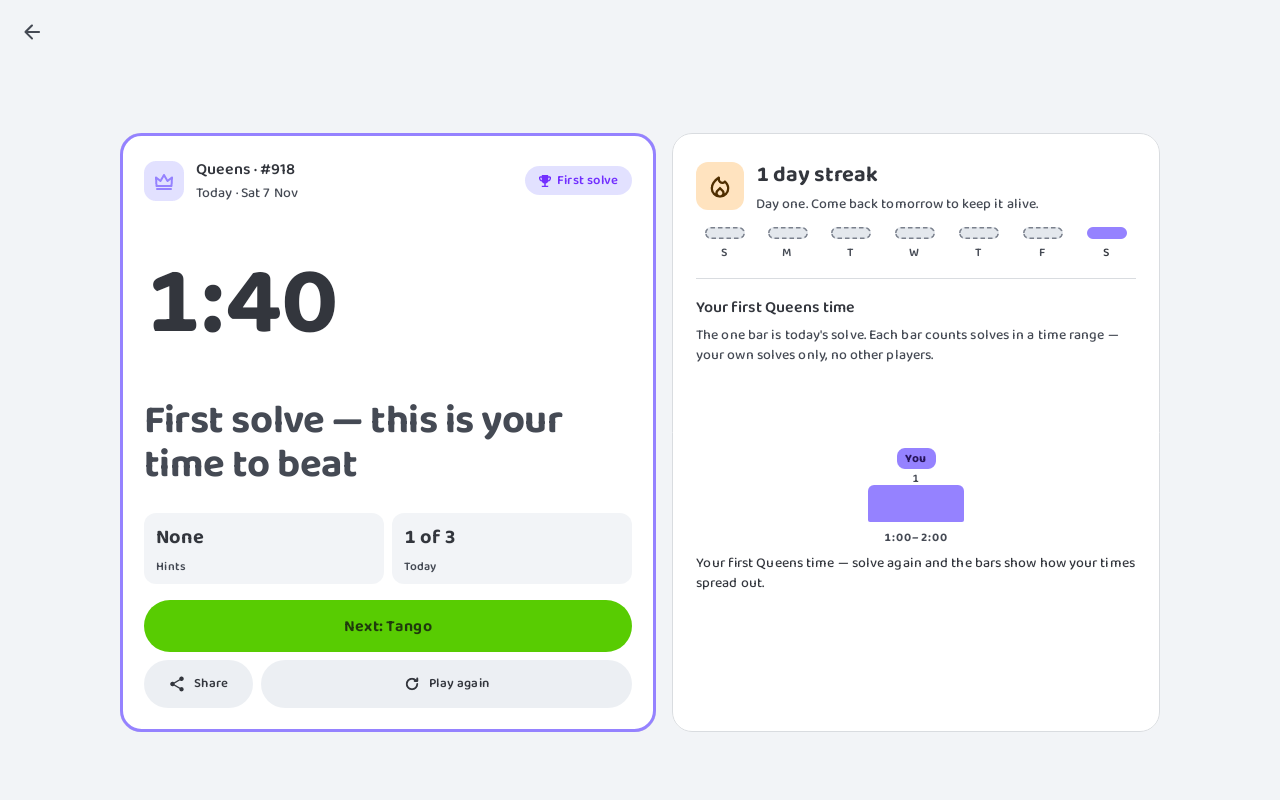 Queens · #918
Today · Sat 7 Nov
First solve
1:40
First solve — this is your
time to beat
None
Hints
1 of 3
Today
Next: Tango
Share
Play again
1 day streak
Day one. Come back tomorrow to keep it alive.
S M T W T F S
Your first Queens time
The one bar is today's solve. Each bar counts solves in a time range —
your own solves only, no other players.
You
1
1:00–2:00
Your first Queens time — solve again and the bars show how your times
spread out.